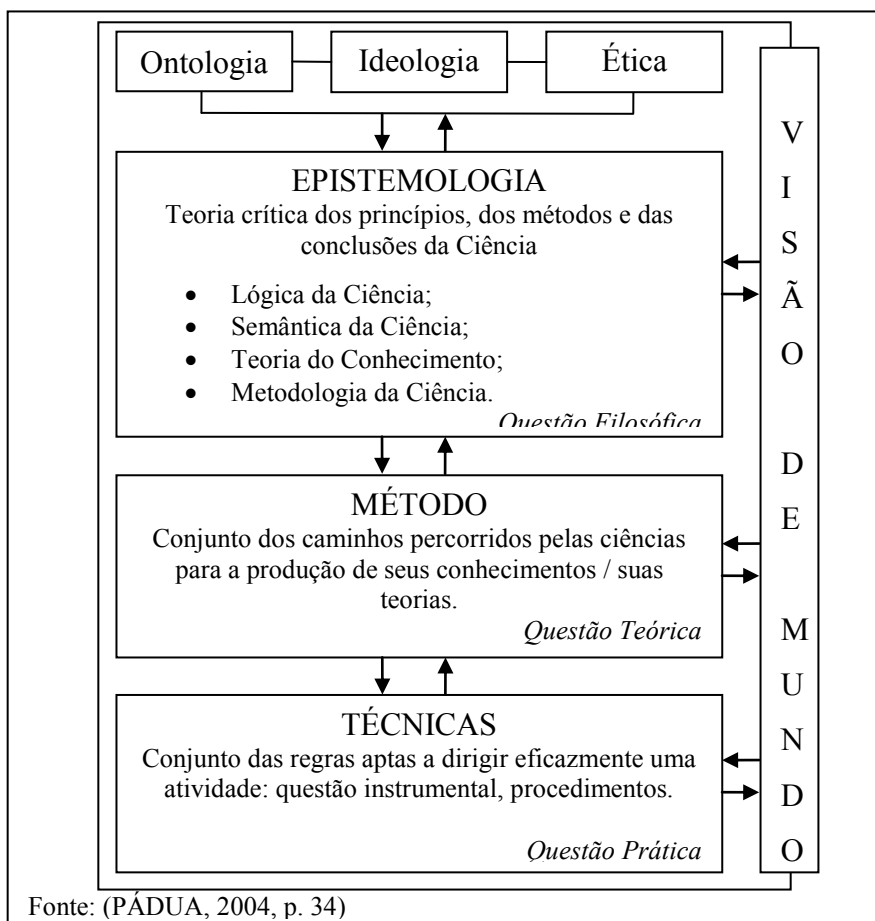 Ontologia
Ideologia
Ética
EPISTEMOLOGIA
Teoria crítica dos princípios, dos métodos e das
conclusões da Ciência
• Lógica da Ciência;
• Semântica da Ciência;
• Teoria do Conhecimento;
• Metodologia da Ciência.
Questão Filosófica
MÉTODO
Conjunto dos caminhos percorridos pelas ciências
para a produção de seus conhecimentos / suas
teorias.
Questão Teórica
TÉCNICAS
Conjunto das regras aptas a dirigir eficazmente uma
atividade: questão instrumental, procedimentos.
Questão Prática
VISÃO DE MUNDO
Fonte: (PÁDUA, 2004, p. 34)